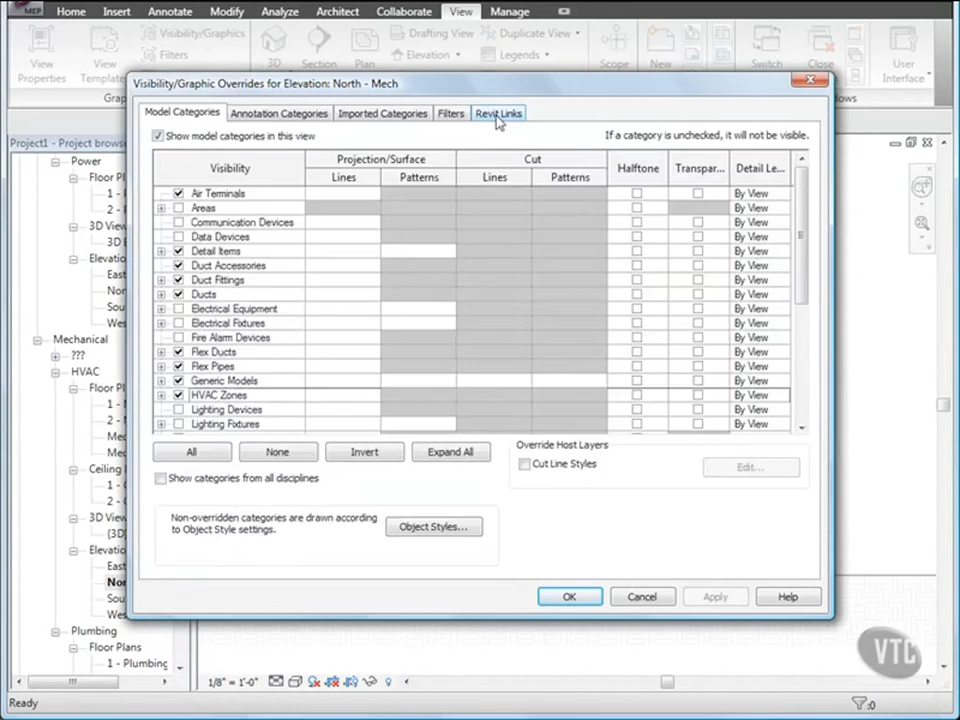 MEP Home Insert Annotate Modify Analyze Architect Collaborate View Manage
Visibility/Graphics Drafting View Duplicate View
Filters Elevation Legends
View Templates 3D Section Plan Scope New Switch Close User
Properties Interface
Visibility/Graphic Overrides for Elevation: North - Mech
Model Categories Annotation Categories Imported Categories Filters Revit Links
Show model categories in this view If a category is unchecked, it will not be visible.
Visibility Projection/Surface Cut Halftone Transpar... Detail Le...
Lines Patterns Lines Patterns
Air Terminals By View
Areas By View
Communication Devices By View
Data Devices By View
Detail Items By View
Duct Accessories By View
Duct Fittings By View
Ducts By View
Electrical Equipment By View
Electrical Fixtures By View
Fire Alarm Devices By View
Flex Ducts By View
Flex Pipes By View
Generic Models By View
HVAC Zones By View
Lighting Devices By View
Lighting Fixtures By View
All None Invert Expand All
Override Host Layers
Cut Line Styles Edit...
Show categories from all disciplines
Non-overridden categories are drawn according
to Object Style settings.
Object Styles...
OK Cancel Apply Help
Project1 - Project browse
Power
Floor Pl
1 -
2 -
3D View
3D E
Elevatio
East
Nor
Sou
Wes
Mechanical
???
HVAC
Floor Pl
1 -
2 -
Mec
Mec
Ceiling
1 -
2 -
3D View
{3D}
Elevatio
East
Nor
Sou
Wes
Plumbing
Floor Plans
1 - Plumbing
1/8" = 1'-0"
Ready :0
VTC